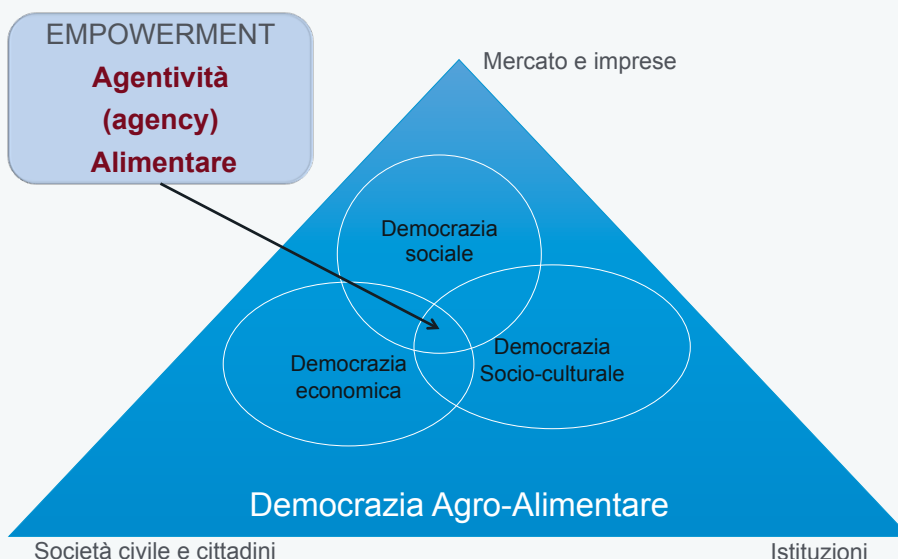 EMPOWERMENT
Agentività
(agency)
Alimentare
Mercato e imprese
Democrazia
sociale
Democrazia
economica
Democrazia
Socio-culturale
Democrazia Agro-Alimentare
Società civile e cittadini
Istituzioni